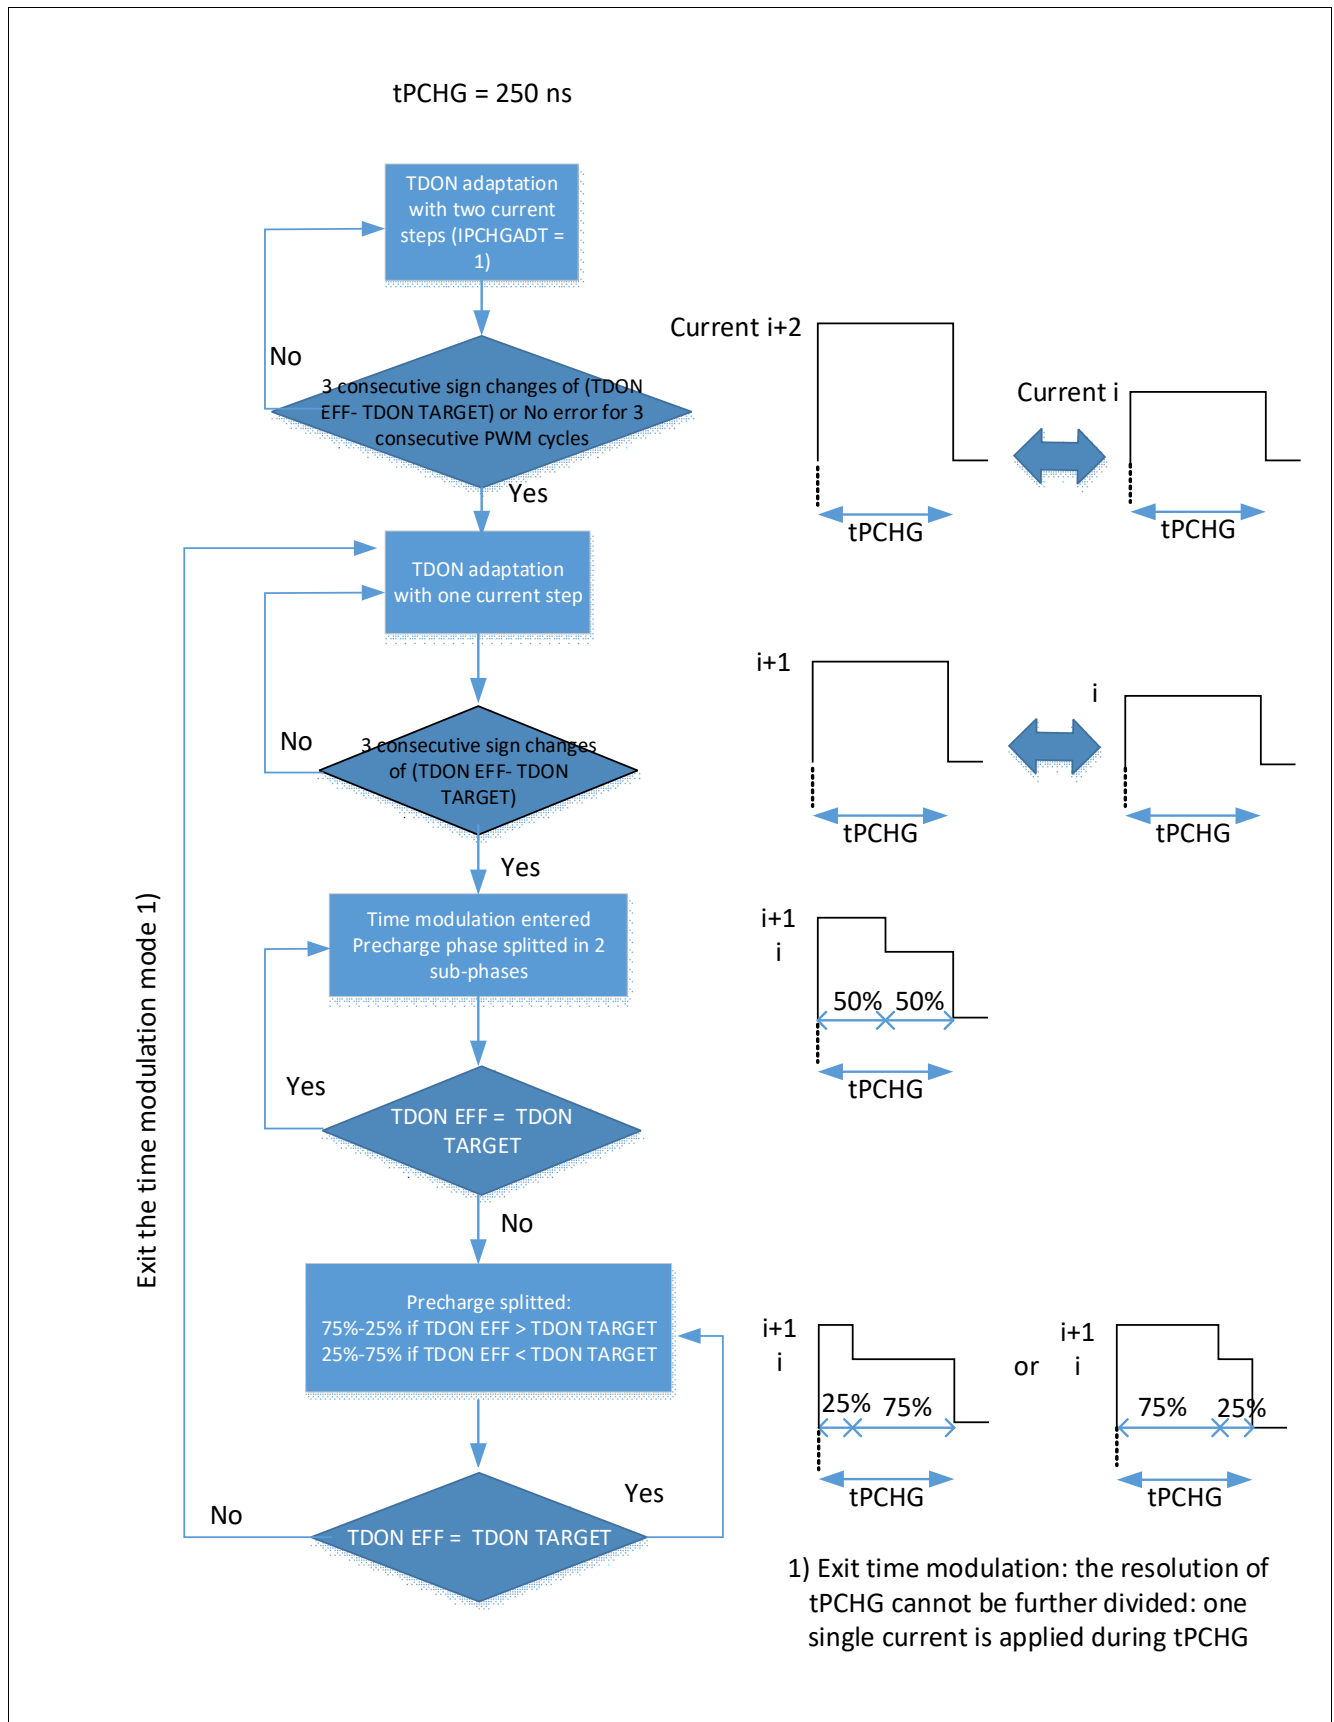 tPCHG = 250 ns
TDON adaptation
with two current
steps (IPCHGADT =
1)
No
3 consecutive sign changes of (TDON
EFF- TDON TARGET) or No error for 3
consecutive PWM cycles
Yes
Current i+2
tPCHG
Current i
tPCHG
TDON adaptation
with one current step
No
3 consecutive sign changes
of (TDON EFF- TDON
TARGET)
Yes
i+1
tPCHG
i
tPCHG
Time modulation entered
Precharge phase splitted in 2
sub-phases
Yes
TDON EFF = TDON
TARGET
No
i+1
i
50% 50%
tPCHG
Exit the time modulation mode 1)
Precharge splitted:
75%-25% if TDON EFF > TDON TARGET
25%-75% if TDON EFF < TDON TARGET
No
Yes
TDON EFF = TDON TARGET
i+1
i
25% 75%
tPCHG
or
i+1
i
75% 25%
tPCHG
1) Exit time modulation: the resolution of
tPCHG cannot be further divided: one
single current is applied during tPCHG